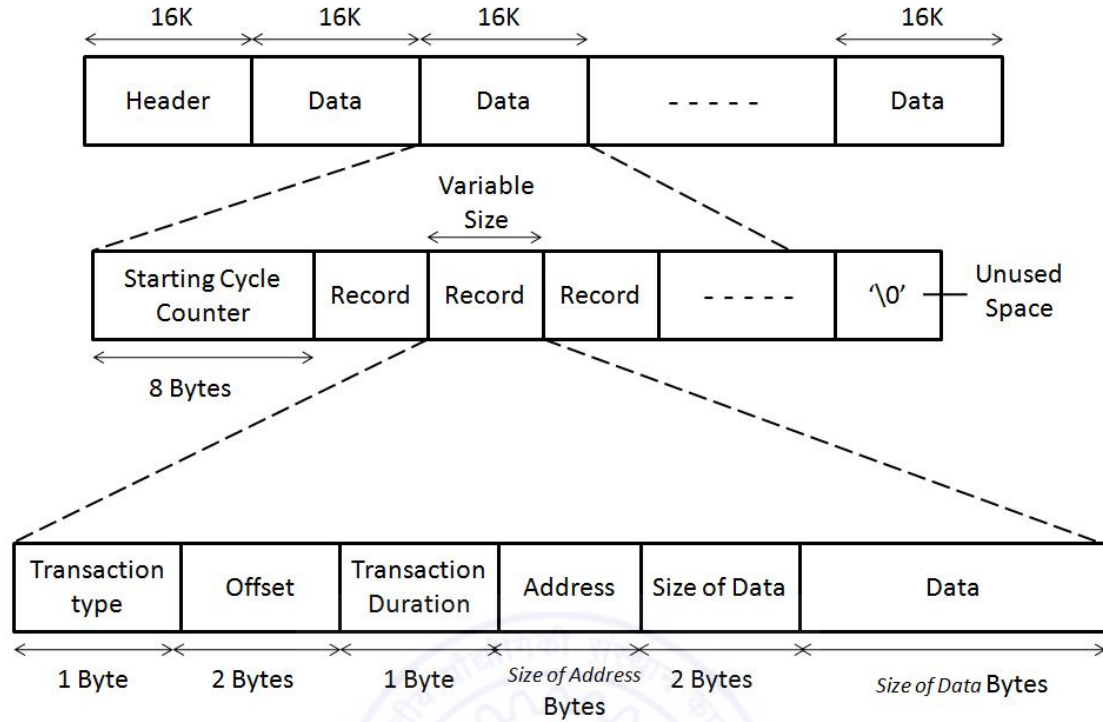 16K 16K 16K 16K
Header Data Data - - - - - Data
Variable
Size
Starting Cycle
Counter
Record Record Record - - - - - ‘\0’
Unused
Space
8 Bytes
Transaction
type
Offset
Transaction
Duration
Address
Size of Data
Data
1 Byte 2 Bytes 1 Byte Size of Address
Bytes
2 Bytes Size of Data Bytes